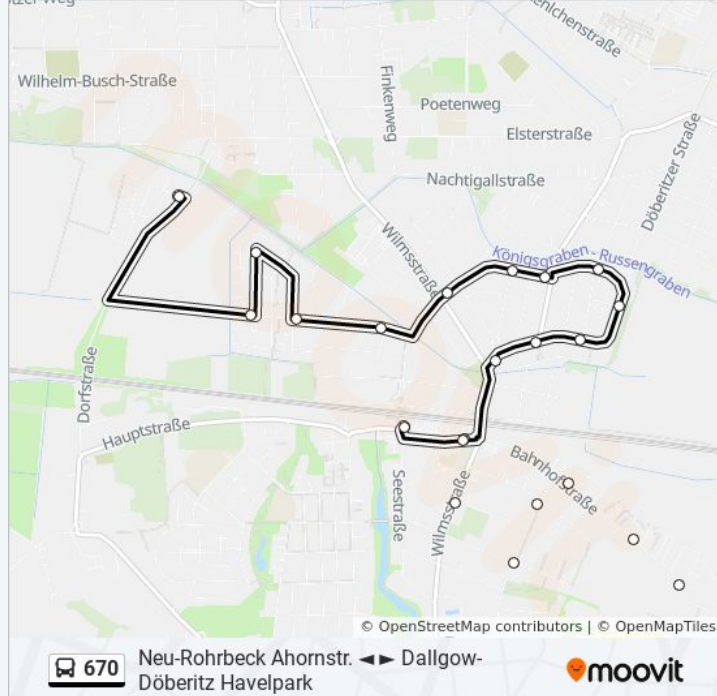 Wilhelm-Busch-Straße
Finkenweg
Poetenweg
Elsterstraße
Nachtigallstraße
Döberitzer Straße
Wilmsstraße
Königsgraben - Russengraben
Dorfstraße
Hauptstraße
Seestraße
Bahnhofstraße
Wilmsstraße
© OpenStreetMap contributors | © OpenMapTiles
670 Neu-Rohrbeck Ahornstr. ◄► Dallgow-
Döberitz Havelpark
moovit